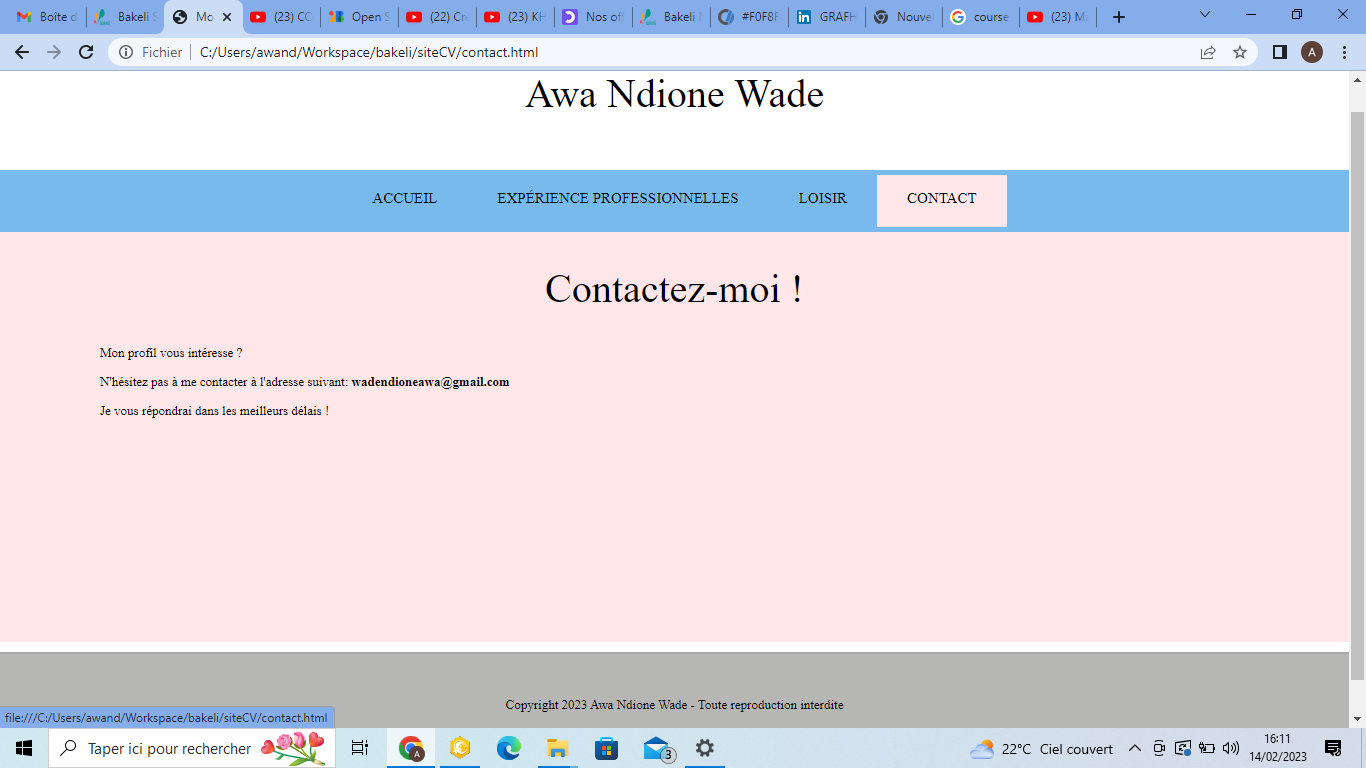 Boîte d
Bakeli S
Mo
(23) CC
Open S
(22) Cr
(23) KH
Nos off
Bakeli
#F0F8F
GRAFH
Nouvel
course
(23) M
Fichier C:/Users/awand/Workspace/bakeli/siteCV/contact.html
A
Awa Ndione Wade
ACCUEIL EXPÉRIENCE PROFESSIONNELLES LOISIR CONTACT
Contactez-moi !
Mon profil vous intéresse ?
N'hésitez pas à me contacter à l'adresse suivant: wadendioneawa@gmail.com
Je vous répondrai dans les meilleurs délais !
Copyright 2023 Awa Ndione Wade - Toute reproduction interdite
file:///C:/Users/awand/Workspace/bakeli/siteCV/contact.html
Taper ici pour rechercher
A
3
22°C Ciel couvert
16:11
14/02/2023